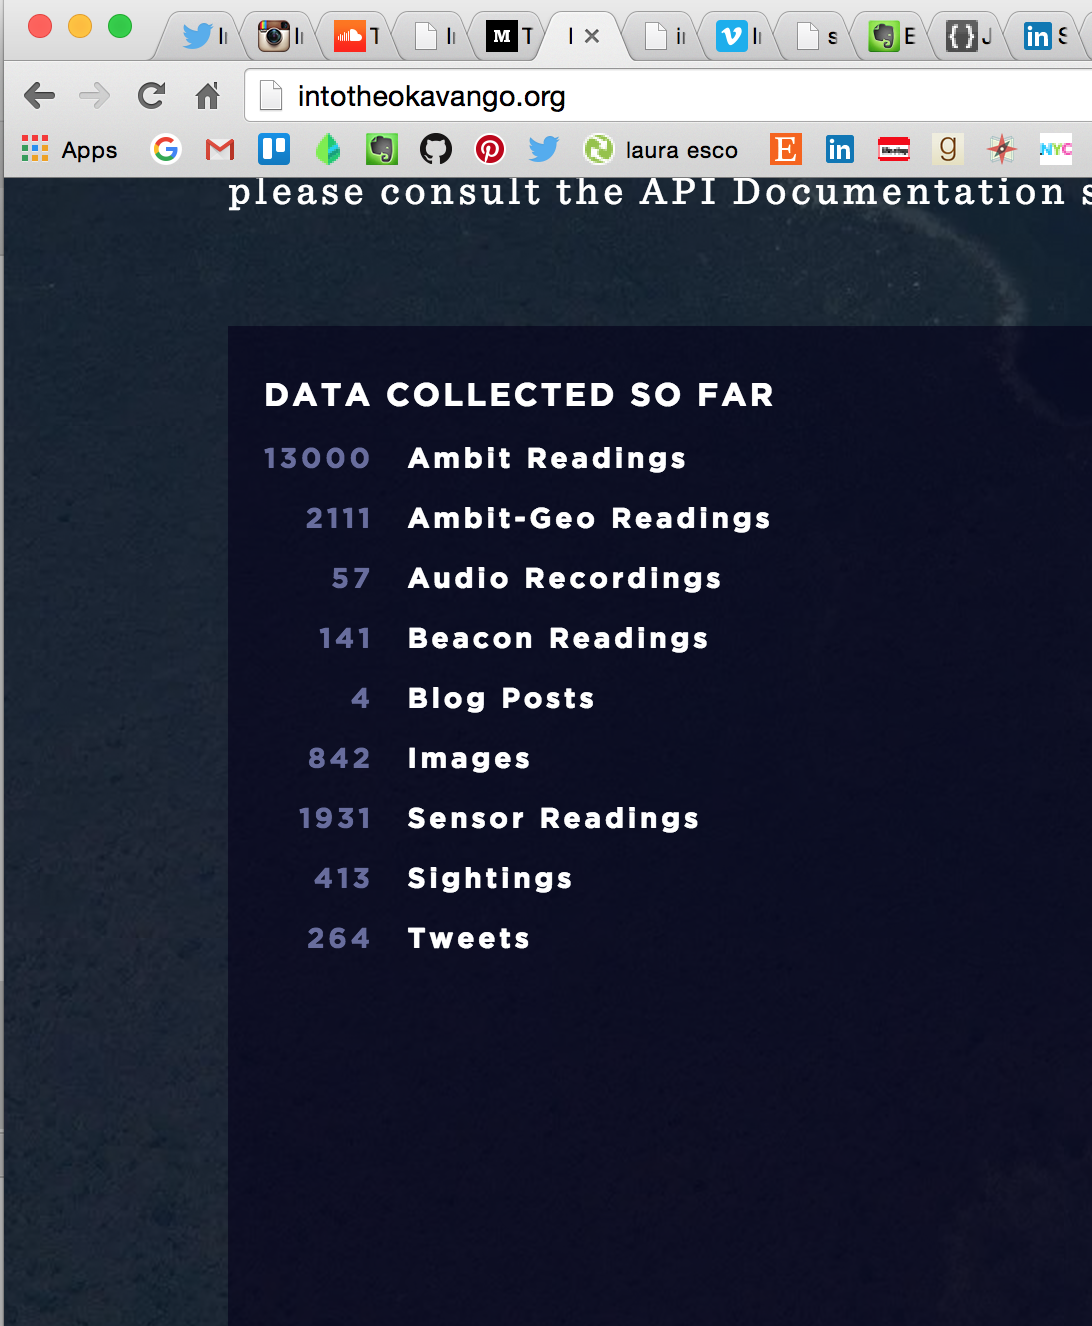 intotheokavango.org
Apps laura esco
please consult the API Documentation
DATA COLLECTED SO FAR
13000 Ambit Readings
2111 Ambit-Geo Readings
57 Audio Recordings
141 Beacon Readings
4 Blog Posts
842 Images
1931 Sensor Readings
413 Sightings
264 Tweets